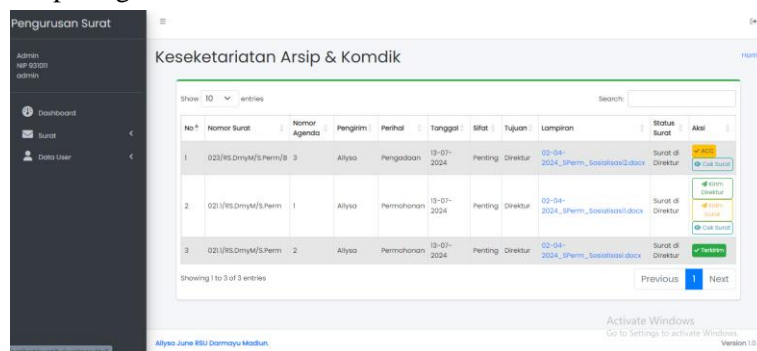 Pengurusan Surat
Admin
NIP 931011
admin
Dashboard
Surat
Data User
Keseketariatan Arsip & Komdik
Hom
Show 10 entries
Search:
No Nomor Surat Nomor Agenda Pengirim Perihal Tanggal Sifat Tujuan Lampiran Status Surat Aksi
1 023/RS.DmyM/S.Perm/B 3 Allysa Pengadaan 13-07-2024 Penting Direktur 02-04-2024_SPerm_Sosialisasi2.docx Surat di Direktur ACC
Cek Surat
2 021.1/RS.DmyM/S.Perm 1 Allysa Permohonan 13-07-2024 Penting Direktur 02-04-2024_SPerm_Sosialisasi1.docx Surat di Direktur Kirim Direktur
Kirim Surat
Cek Surat
3 021.1/RS.DmyM/S.Perm 2 Allysa Permohonan 13-07-2024 Penting Direktur 02-04-2024_SPerm_Sosialisasi.docx Surat di Direktur Terkirim
Showing 1 to 3 of 3 entries
Previous 1 Next
Activate Windows
Go to Settings to activate Windows.
Allysa June RSU Darmayu Madiun.
Version 1.0